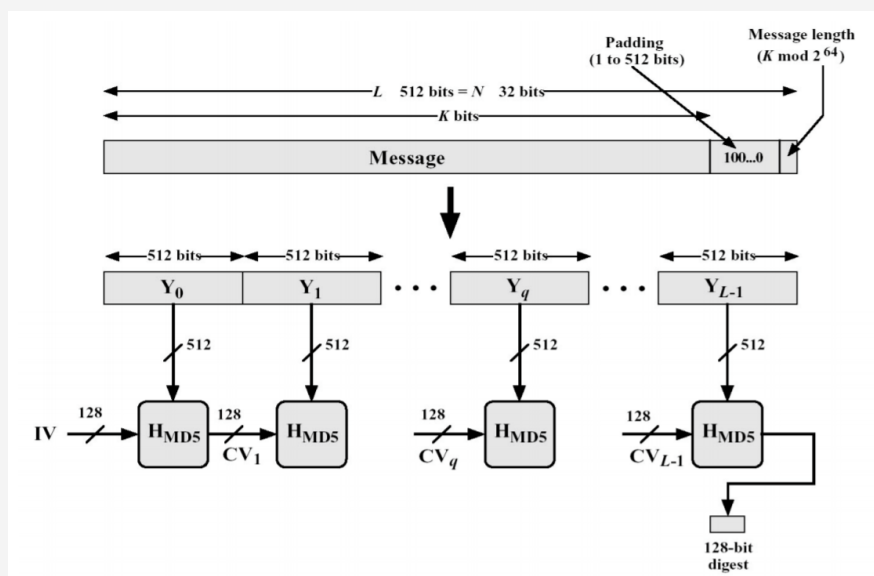 Padding
(1 to 512 bits)
Message length
(K mod 2^64)
L 512 bits = N 32 bits
K bits
Message
100...0
512 bits
512 bits
512 bits
512 bits
Y0
Y1
• • •
Yq
• • •
YL-1
512
512
512
512
IV
128
HMD5
128
CV1
HMD5
128
CVq
HMD5
128
CVL-1
HMD5
128-bit
digest